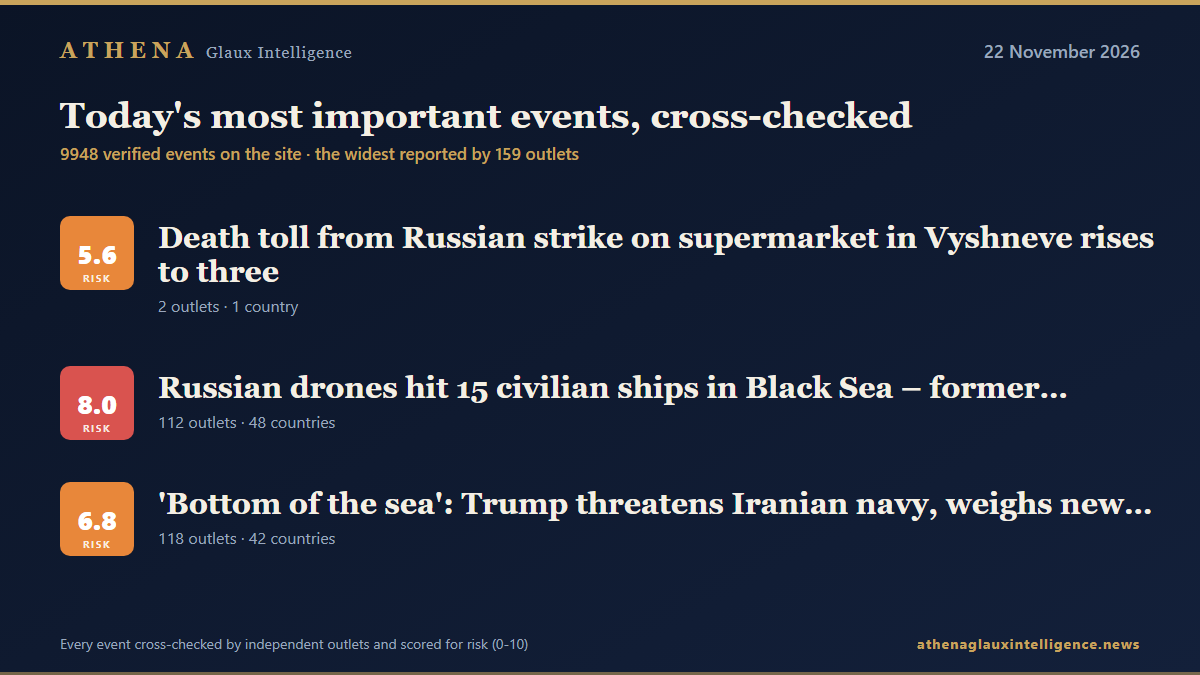 ATHENA Glaux Intelligence
22 November 2026
Today's most important events, cross-checked
9948 verified events on the site · the widest reported by 159 outlets
5.6
RISK
Death toll from Russian strike on supermarket in Vyshneve rises
to three
2 outlets · 1 country
8.0
RISK
Russian drones hit 15 civilian ships in Black Sea – former...
112 outlets · 48 countries
6.8
RISK
'Bottom of the sea': Trump threatens Iranian navy, weighs new...
118 outlets · 42 countries
Every event cross-checked by independent outlets and scored for risk (0-10)
athenaglauxintelligence.news